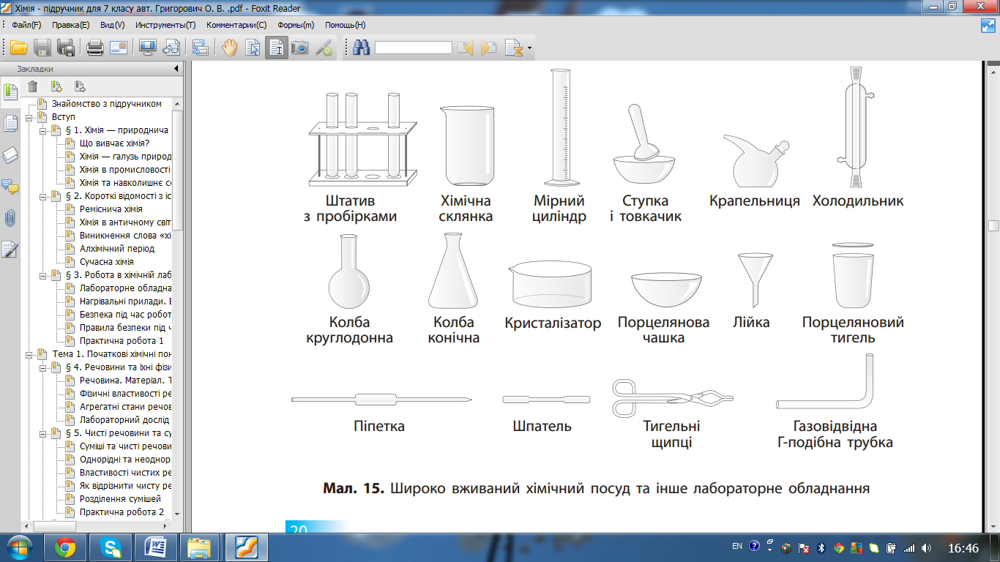 Хімія - підручник для 7 класу авт. Григорович О. В. .pdf - Foxit Reader
Файл(F) Правка(E) Вид(V) Инструменты(T) Комментарии(C) Формы(m) Помощь(H)
Закладки
Знайомство з підручником
Вступ
§ 1. Хімія — природнича
Що вивчає хімія?
Хімія — галузь природ
Хімія в промисловості
Хімія та навколишнє с
§ 2. Короткі відомості з іс
Реміснича хімія
Хімія в античному світ
Виникнення слова «хі
Алхімічний період
Сучасна хімія
§ 3. Робота в хімічній лаб
Лабораторне обладна
Нагрівальні прилади. Б
Безпека під час робот
Правила безпеки під ч
Практична робота 1
Тема 1. Початкові хімічні пон
§ 4. Речовини та їхні фізи
Речовина. Матеріал. Т
Фізичні властивості ре
Агрегатні стани речов
Лабораторний дослід
§ 5. Чисті речовини та су
Суміші та чисті речови
Однорідні та неоднор
Властивості чистих ре
Як відрізнити чисту ре
Розділення сумішей
Практична робота 2
Штатив з пробірками
Хімічна склянка
Мірний циліндр
Ступка і товкачик
Крапельниця
Холодильник
Колба круглодонна
Колба конічна
Кристалізатор
Порцелянова чашка
Лійка
Порцеляновий тигель
Піпетка
Шпатель
Тигельні щипці
Газовідвідна Г-подібна трубка
Мал. 15. Широко вживаний хімічний посуд та інше лабораторне обладнання
20
EN
16:46